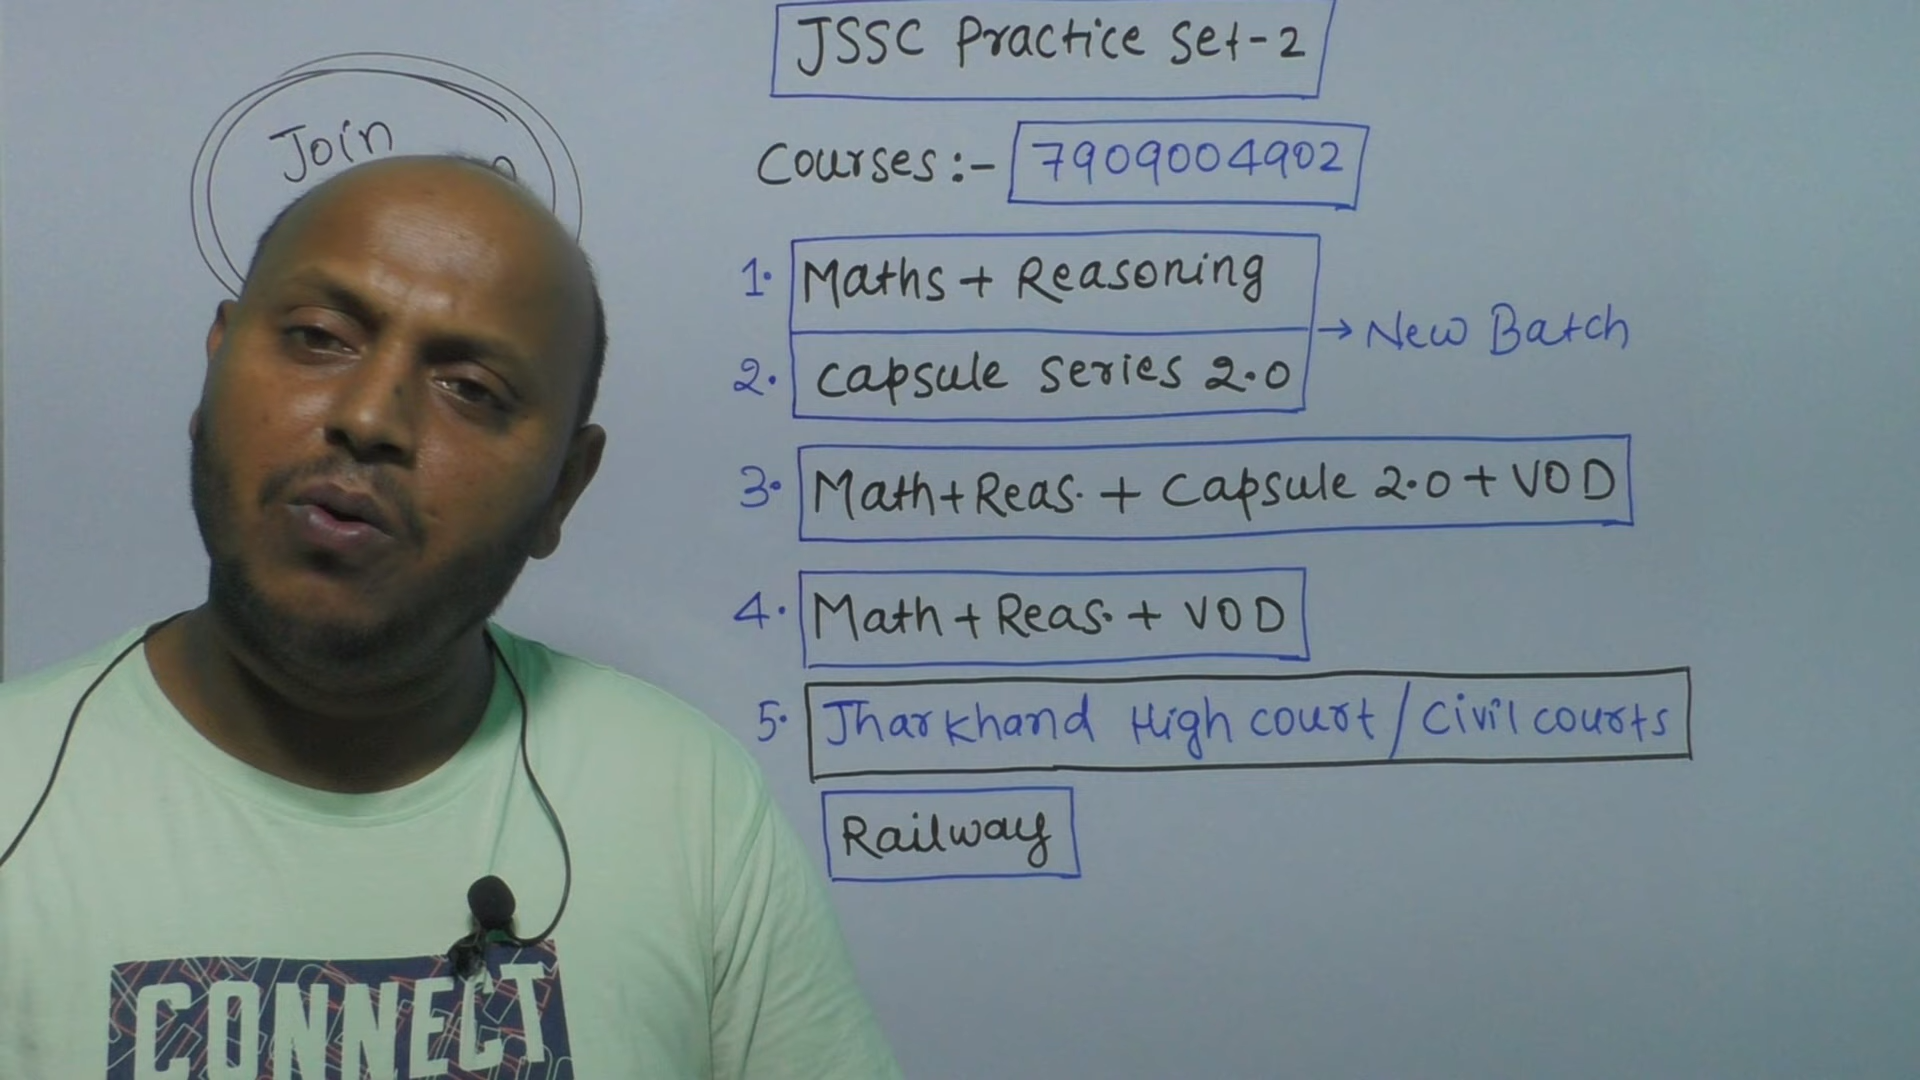 JSSC Practice Set-2
Join
Courses :- 7909004902
1. Maths + Reasoning
→ New Batch
2. Capsule Series 2.0
3. Math+Reas. + Capsule 2.0 + VOD
4. Math + Reas. + VOD
5. Jharkhand High court / Civil courts
Railway
CONNECT